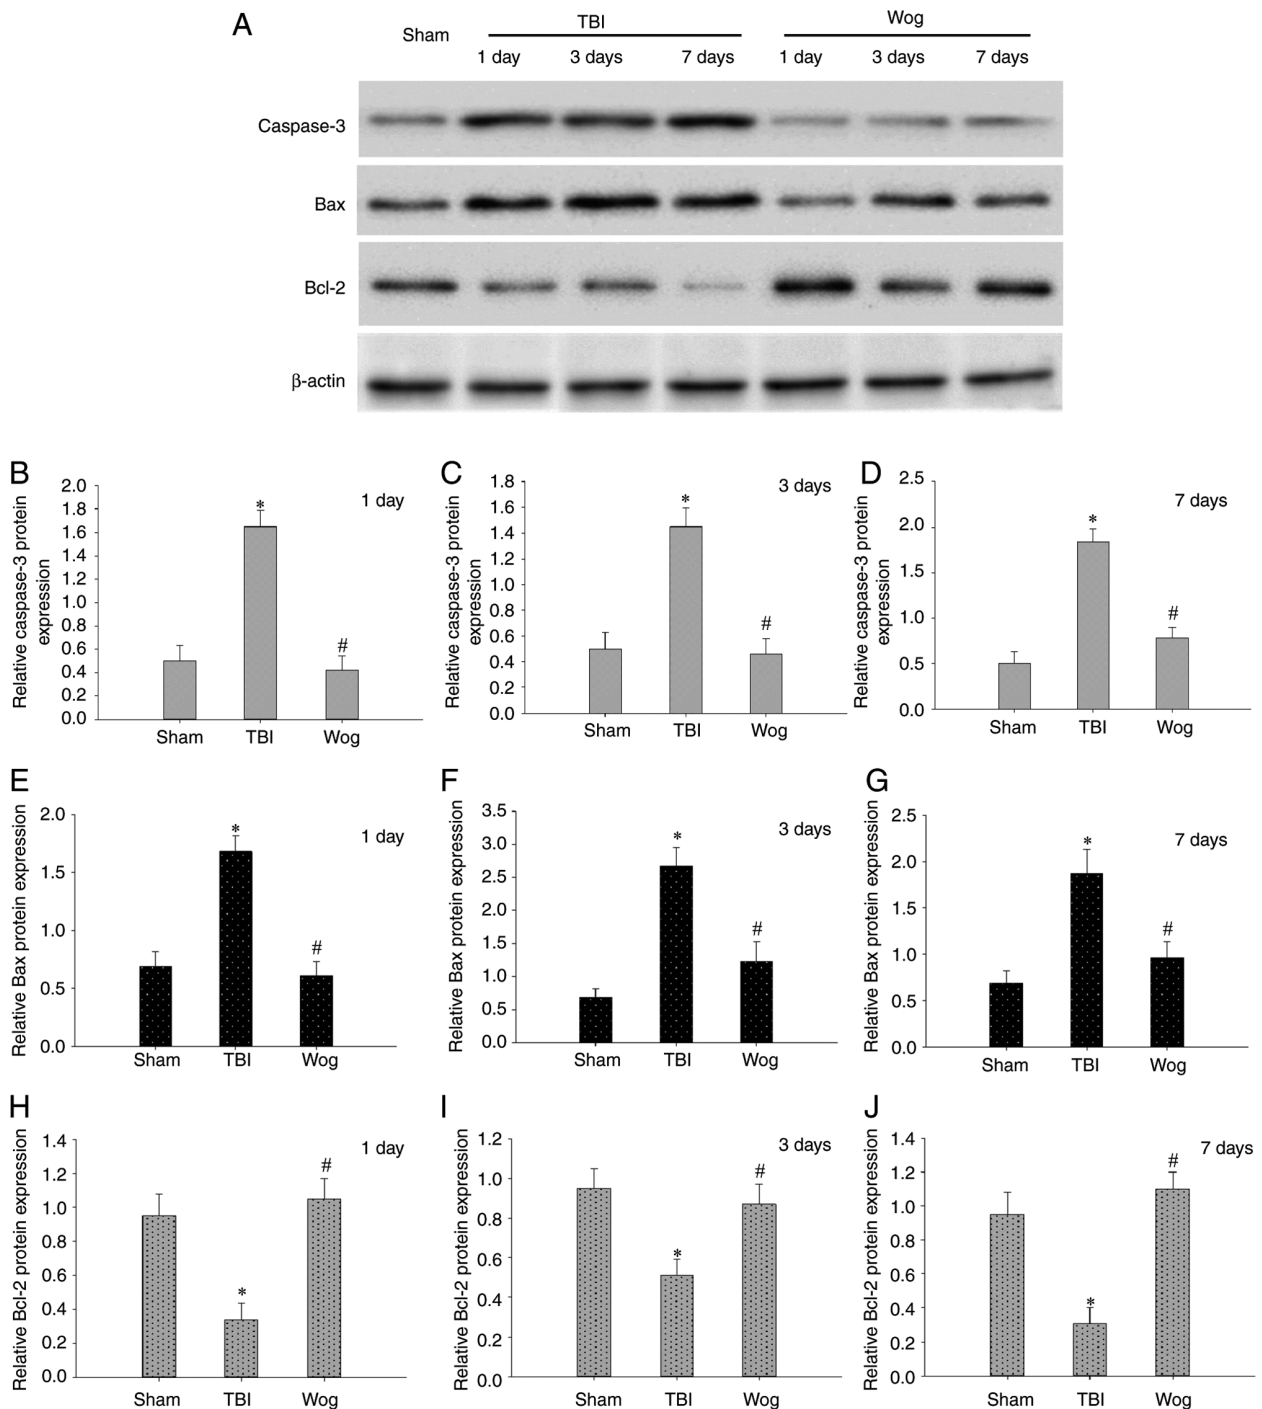 A
Sham
TBI
Wog
1 day
3 days
7 days
1 day
3 days
7 days
Caspase-3
Bax
Bcl-2
β-actin
B
Relative caspase-3 protein
expression
2.0
1.8
1.6
1.4
1.2
1.0
0.8
0.6
0.4
0.2
0.0
1 day
*
#
Sham
TBI
Wog
C
Relative caspase-3 protein
expression
1.8
1.6
1.4
1.2
1.0
0.8
0.6
0.4
0.2
0.0
3 days
*
#
Sham
TBI
Wog
D
Relative caspase-3 protein
expression
2.5
2.0
1.5
1.0
0.5
0.0
7 days
*
#
Sham
TBI
Wog
E
Relative Bax protein expression
2.0
1.5
1.0
0.5
0.0
1 day
*
#
Sham
TBI
Wog
F
Relative Bax protein expression
3.5
3.0
2.5
2.0
1.5
1.0
0.5
0.0
3 days
*
#
Sham
TBI
Wog
G
Relative Bax protein expression
2.5
2.0
1.5
1.0
0.5
0.0
7 days
*
#
Sham
TBI
Wog
H
Relative Bcl-2 protein expression
1.4
1.2
1.0
0.8
0.6
0.4
0.2
0.0
1 day
*
#
Sham
TBI
Wog
I
Relative Bcl-2 protein expression
1.2
1.0
0.8
0.6
0.4
0.2
0.0
3 days
*
#
Sham
TBI
Wog
J
Relative Bcl-2 protein expression
1.4
1.2
1.0
0.8
0.6
0.4
0.2
0.0
7 days
*
#
Sham
TBI
Wog